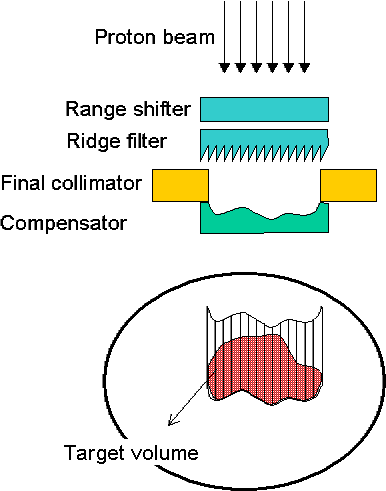 Proton beam
Range shifter
Ridge filter
Final collimator
Compensator
Target volume